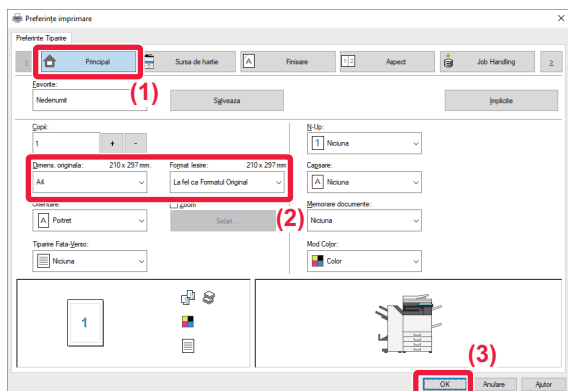 Preferințe imprimare
Preferinte Tiparire
Principal
Sursa de hartie
Finisare
Aspect
Job Handling
(1)
Favorite:
Nedenumit
Salveaza
Implicite
Copii:
1
+ -
N-Up:
1 Niciuna
Dimens. originala: 210 x 297 mm.
A4
Format Iesire: 210 x 297 mm
La fel ca Formatul Original
Capsare:
A Niciuna
Orientare:
A Portret
Zoom
Setari...
(2)
Memorare documente:
Niciuna
Tiparire Fata-Verso:
Niciuna
Mod Color:
Color
1
(3)
OK Anulare Ajutor